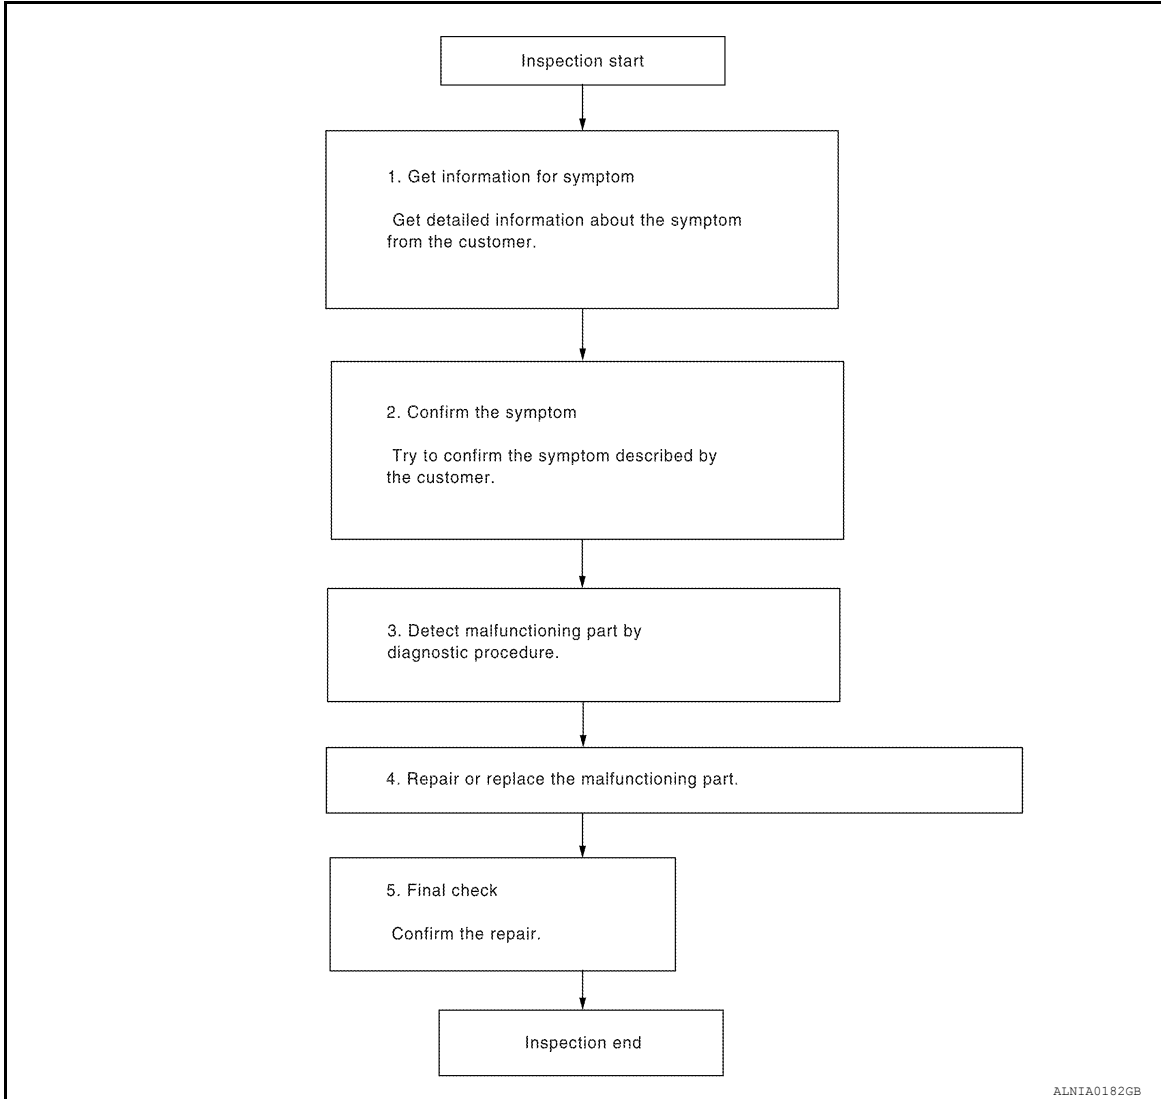 Inspection start
1. Get information for symptom
Get detailed information about the symptom
from the customer.
2. Confirm the symptom
Try to confirm the symptom described by
the customer.
3. Detect malfunctioning part by
diagnostic procedure.
4. Repair or replace the malfunctioning part.
5. Final check
Confirm the repair.
Inspection end
ALNIA0182GB